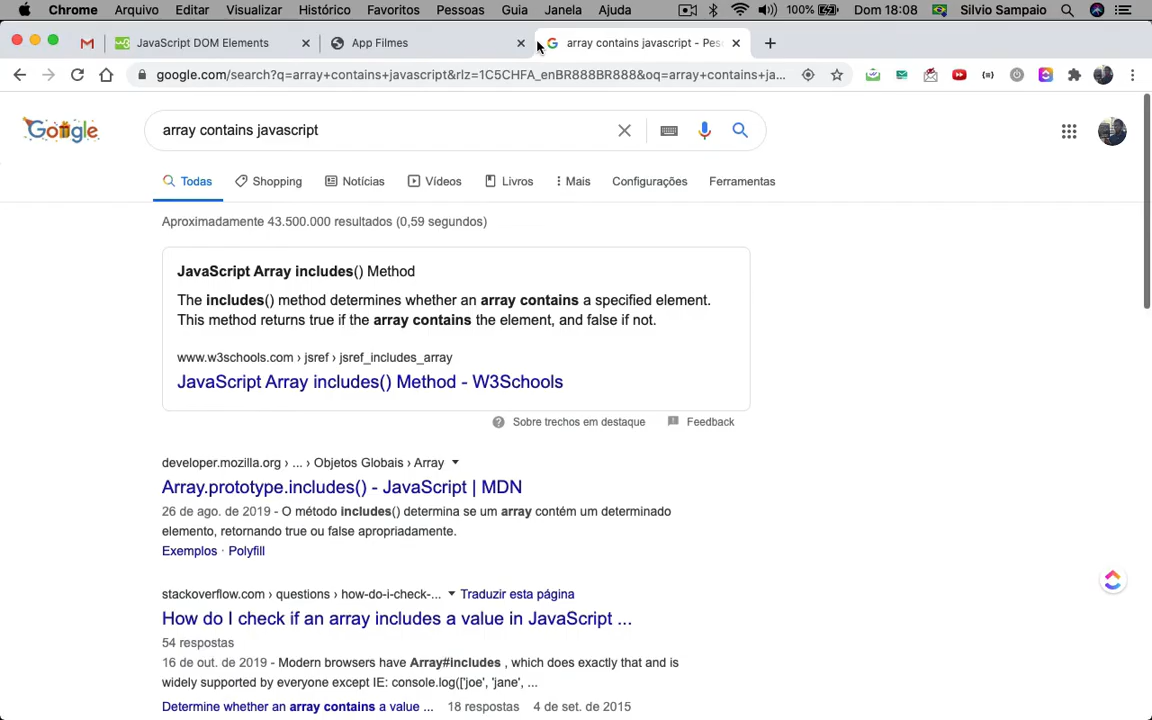 Chrome Arquivo Editar Visualizar Histórico Favoritos Pessoas Guia Janela Ajuda 100% Dom 18:08 Silvio Sampaio
JavaScript DOM Elements App Filmes array contains javascript - Pes
google.com/search?q=array+contains+javascript&rlz=1C5CHFA_enBR888BR888&oq=array+contains+ja...
Google array contains javascript
Todas Shopping Notícias Vídeos Livros Mais Configurações Ferramentas
Aproximadamente 43.500.000 resultados (0,59 segundos)
JavaScript Array includes() Method
The includes() method determines whether an array contains a specified element.
This method returns true if the array contains the element, and false if not.
www.w3schools.com › jsref › jsref_includes_array
JavaScript Array includes() Method - W3Schools
Sobre trechos em destaque Feedback
developer.mozilla.org › ... › Objetos Globais › Array
Array.prototype.includes() - JavaScript | MDN
26 de ago. de 2019 - O método includes() determina se um array contém um determinado
elemento, retornando true ou false apropriadamente.
Exemplos · Polyfill
stackoverflow.com › questions › how-do-i-check-... Traduzir esta página
How do I check if an array includes a value in JavaScript ...
54 respostas
16 de out. de 2019 - Modern browsers have Array#includes , which does exactly that and is
widely supported by everyone except IE: console.log(['joe', 'jane', ...
Determine whether an array contains a value ... 18 respostas 4 de set. de 2015